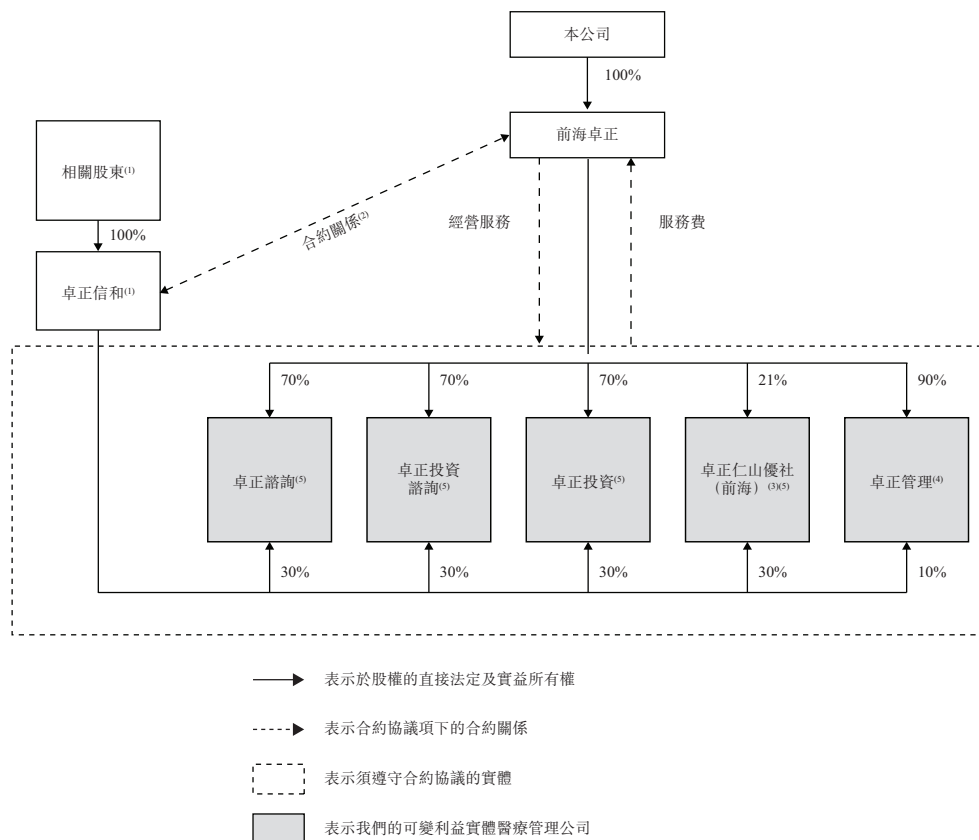 本公司
100%
前海卓正
相關股東(1)
100%
合約關係(2)
經營服務
服務費
卓正信和(1)
70%
70%
70%
21%
90%
卓正諮詢(5)
卓正投資
諮詢(5)
卓正投資(5)
卓正仁山優社
（前海）(3)(5)
卓正管理(4)
30%
30%
30%
30%
10%
表示於股權的直接法定及實益所有權
表示合約協議項下的合約關係
表示須遵守合約協議的實體
表示我們的可變利益實體醫療管理公司